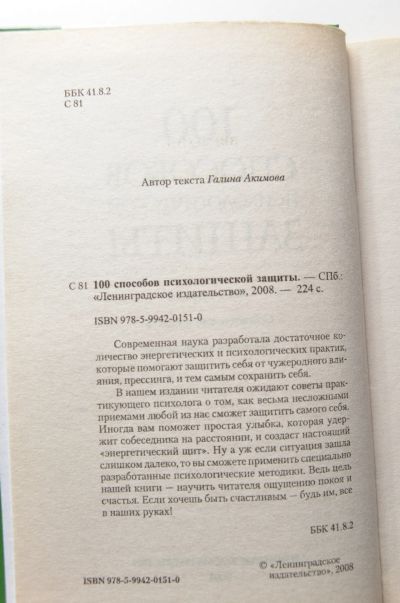 ББК 41.8.2
С 81
Автор текста Галина Акимова
С 81 100 способов психологической защиты. — СПб.:
«Ленинградское издательство», 2008. — 224 с.
ISBN 978-5-9942-0151-0
Современная наука разработала достаточное ко-
личество энергетических и психологических практик,
которые помогают защитить себя от чужеродного вли-
яния, прессинга, и тем самым сохранить себя.
В нашем издании читателя ожидают советы прак-
тикующего психолога о том, как весьма несложными
приемами любой из нас сможет защитить самого себя.
Иногда вам поможет простая улыбка, которая удер-
жит собеседника на расстоянии, и создаст настоящий
«энергетический щит». Ну а уж если ситуация зашла
слишком далеко, то вы сможете применить специально
разработанные психологические методики. Ведь цель
нашей книги — научить читателя ощущению покоя и
счастья. Если хочешь быть счастливым — будь им, все
в наших руках!
ББК 41.8.2
© «Ленинградское
издательство», 2008
ISBN 978-5-9942-0151-0